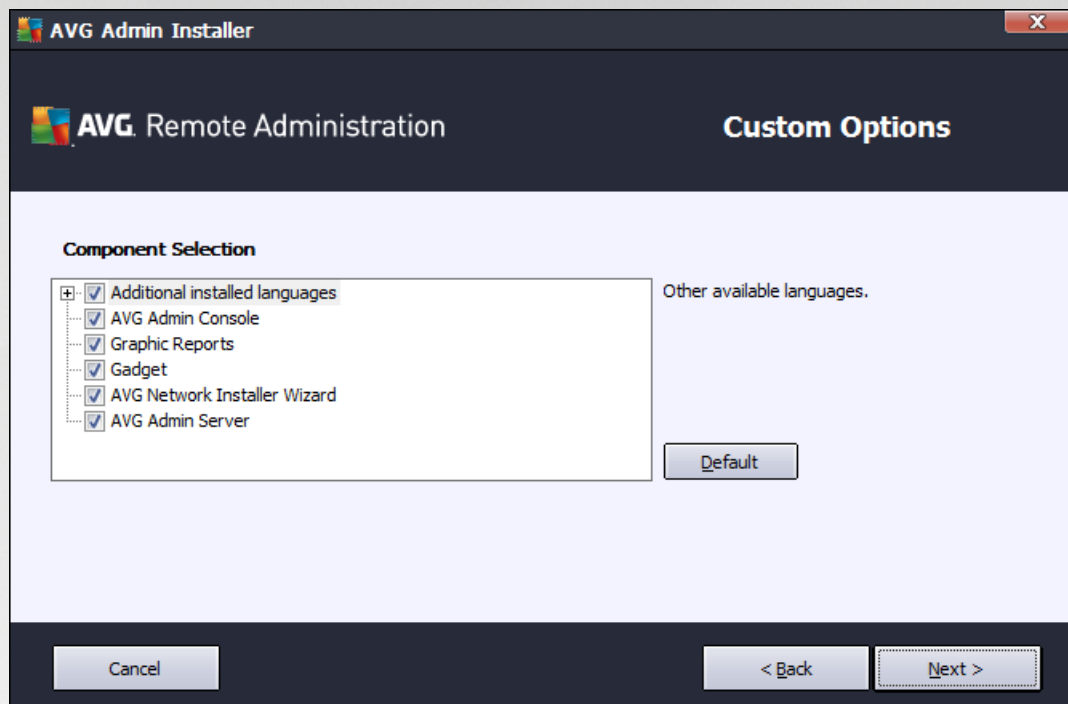 AVG Admin Installer
X
AVG. Remote Administration
Custom Options
Component Selection
Additional installed languages
AVG Admin Console
Graphic Reports
Gadget
AVG Network Installer Wizard
AVG Admin Server
Other available languages.
Default
Cancel
< Back
Next >